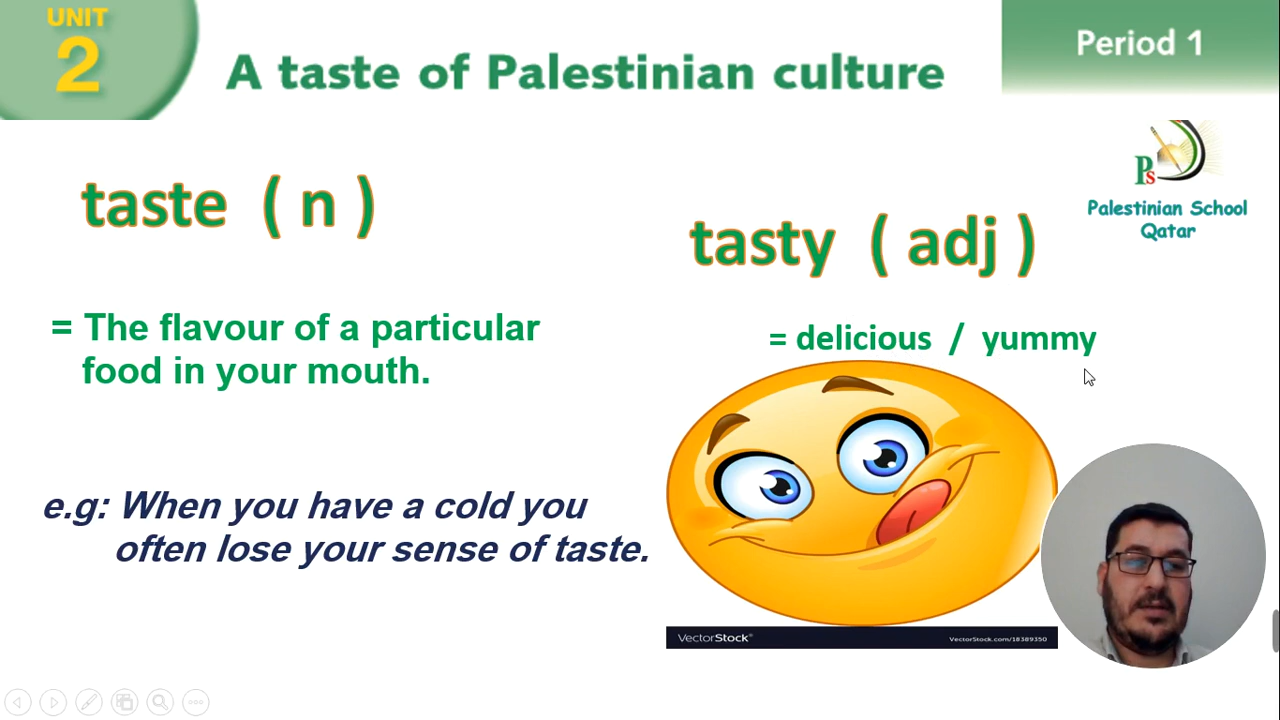 UNIT
2
A taste of Palestinian culture
Period 1
Ps
Palestinian School
Qatar
taste ( n )
= The flavour of a particular
food in your mouth.
e.g: When you have a cold you
often lose your sense of taste.
tasty ( adj )
= delicious / yummy
VectorStock®
VectorStock.com/18389350